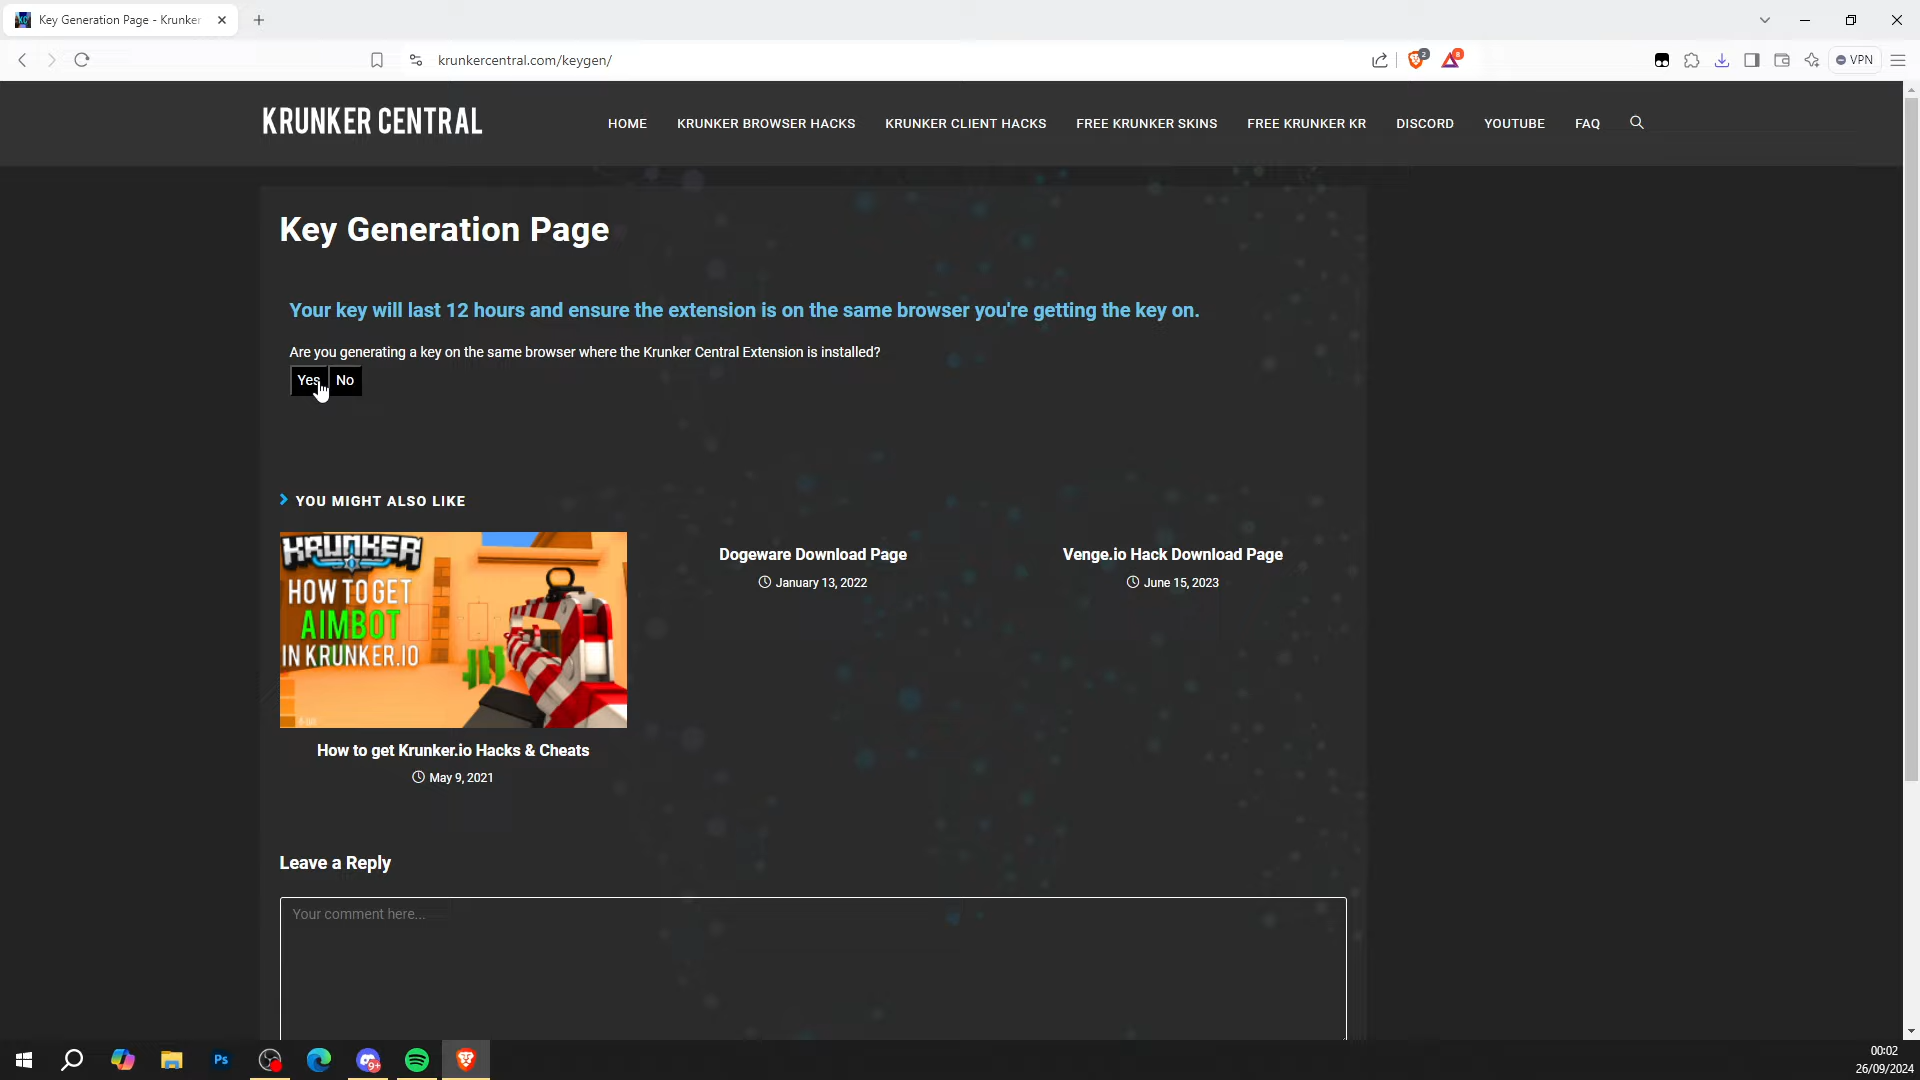 Key Generation Page - Krunker
krunkercentral.com/keygen/
2
8
VPN
KRUNKER CENTRAL
HOME
KRUNKER BROWSER HACKS
KRUNKER CLIENT HACKS
FREE KRUNKER SKINS
FREE KRUNKER KR
DISCORD
YOUTUBE
FAQ
Key Generation Page
Your key will last 12 hours and ensure the extension is on the same browser you're getting the key on.
Are you generating a key on the same browser where the Krunker Central Extension is installed?
Yes
No
YOU MIGHT ALSO LIKE
KRUNKER
HOW TO GET
AIMBOT
IN KRUNKER.IO
How to get Krunker.io Hacks & Cheats
May 9, 2021
Dogeware Download Page
January 13, 2022
Venge.io Hack Download Page
June 15, 2023
Leave a Reply
Your comment here...
Ps
9+
00:02
26/09/2024